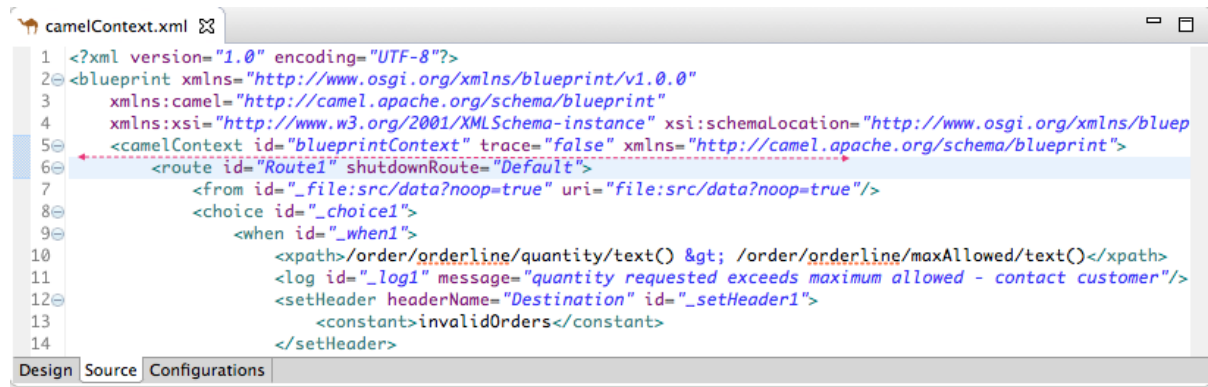 camelContext.xml
1 <?xml version="1.0" encoding="UTF-8"?>
2 <blueprint xmlns="http://www.osgi.org/xmlns/blueprint/v1.0.0"
3 xmlns:camel="http://camel.apache.org/schema/blueprint"
4 xmlns:xsi="http://www.w3.org/2001/XMLSchema-instance" xsi:schemaLocation="http://www.osgi.org/xmlns/bluep
5 <camelContext id="blueprintContext" trace="false" xmlns="http://camel.apache.org/schema/blueprint">
6 <route id="Route1" shutdownRoute="Default">
7 <from id="_file:src/data?noop=true" uri="file:src/data?noop=true"/>
8 <choice id="_choice1">
9 <when id="_when1">
10 <xpath>/order/orderline/quantity/text() &gt; /order/orderline/maxAllowed/text()</xpath>
11 <log id="_log1" message="quantity requested exceeds maximum allowed - contact customer"/>
12 <setHeader headerName="Destination" id="_setHeader1">
13 <constant>invalidOrders</constant>
14 </setHeader>
Design Source Configurations